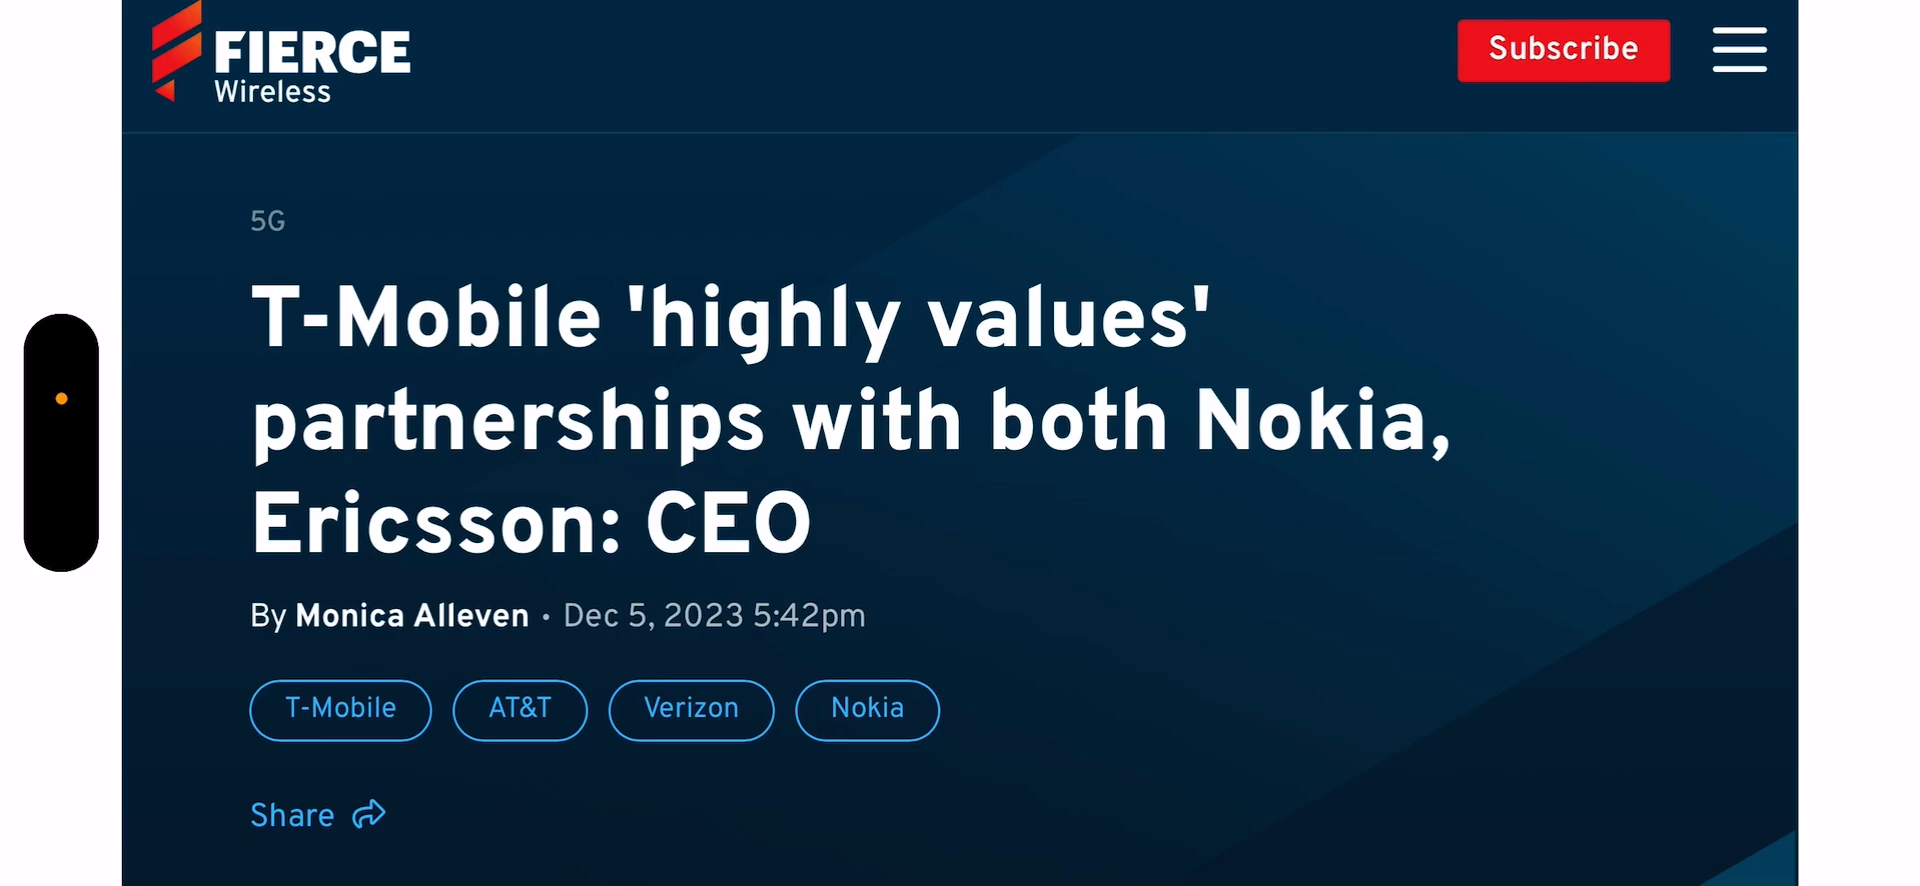 FIERCE
Wireless
Subscribe
5G
T-Mobile 'highly values'
partnerships with both Nokia,
Ericsson: CEO
By Monica Alleven • Dec 5, 2023 5:42pm
T-Mobile AT&T Verizon Nokia
Share